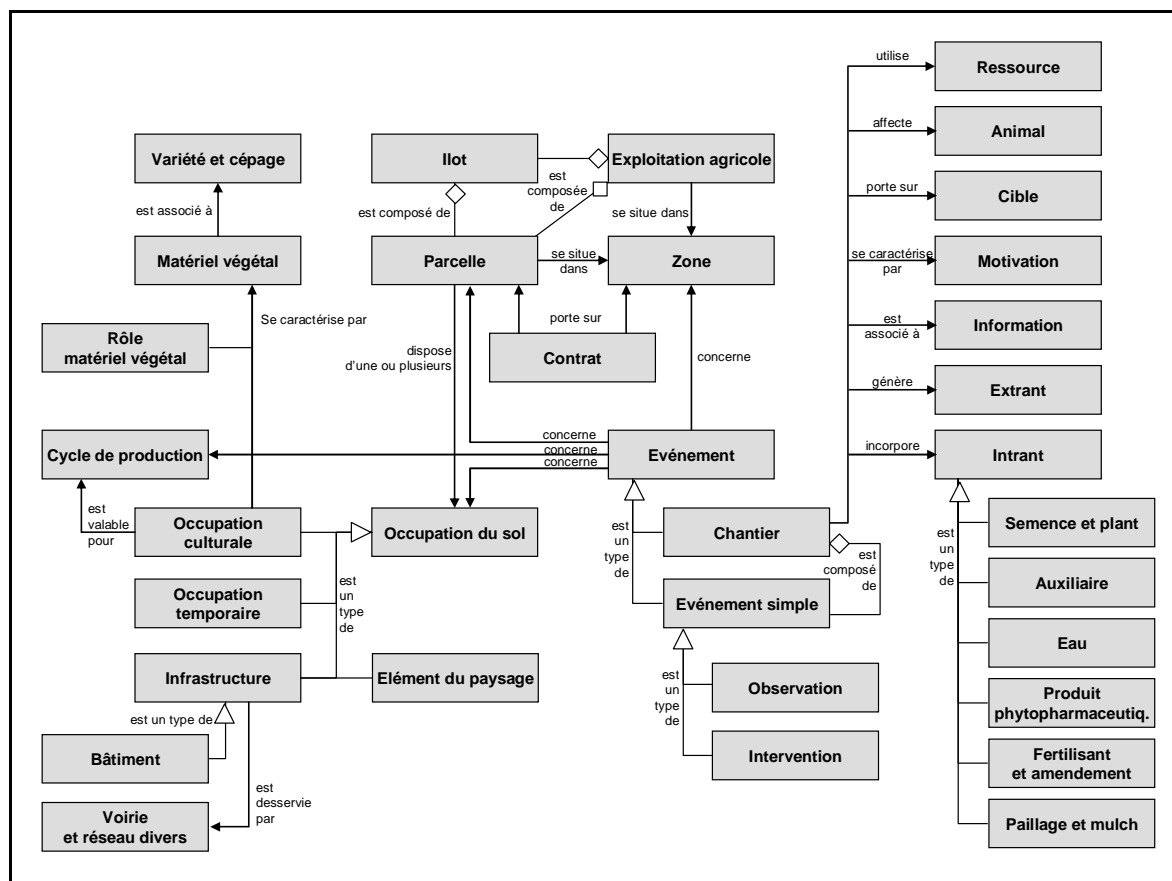 utilise
Ressource
affecte
Animal
Variété et cépage
Ilot
Exploitation agricole
est
composée
de
porte sur
Cible
est associé à
est composé de
se situe dans
Matériel végétal
Parcelle
se situe
dans
Zone
se caractérise
par
Motivation
Se caractérise par
Rôle
matériel végétal
porte sur
est
associé à
Information
dispose
d'une ou plusieurs
Contrat
concerne
génère
Extrant
Cycle de production
concerne
concerne
concerne
Evénement
incorpore
Intrant
est
valable
pour
Occupation
culturale
Occupation du sol
est
un
type
de
Chantier
est
composé
de
est
un
type
de
Semence et plant
Occupation
temporaire
est
un
type
de
Evénement simple
Auxiliaire
Eau
Infrastructure
Elément du paysage
est
un
type
de
Observation
Produit
phytopharmaceutiq.
est un type de
Bâtiment
Intervention
Fertilisant
et amendement
est
desservie
par
Voirie
et réseau divers
Paillage et mulch